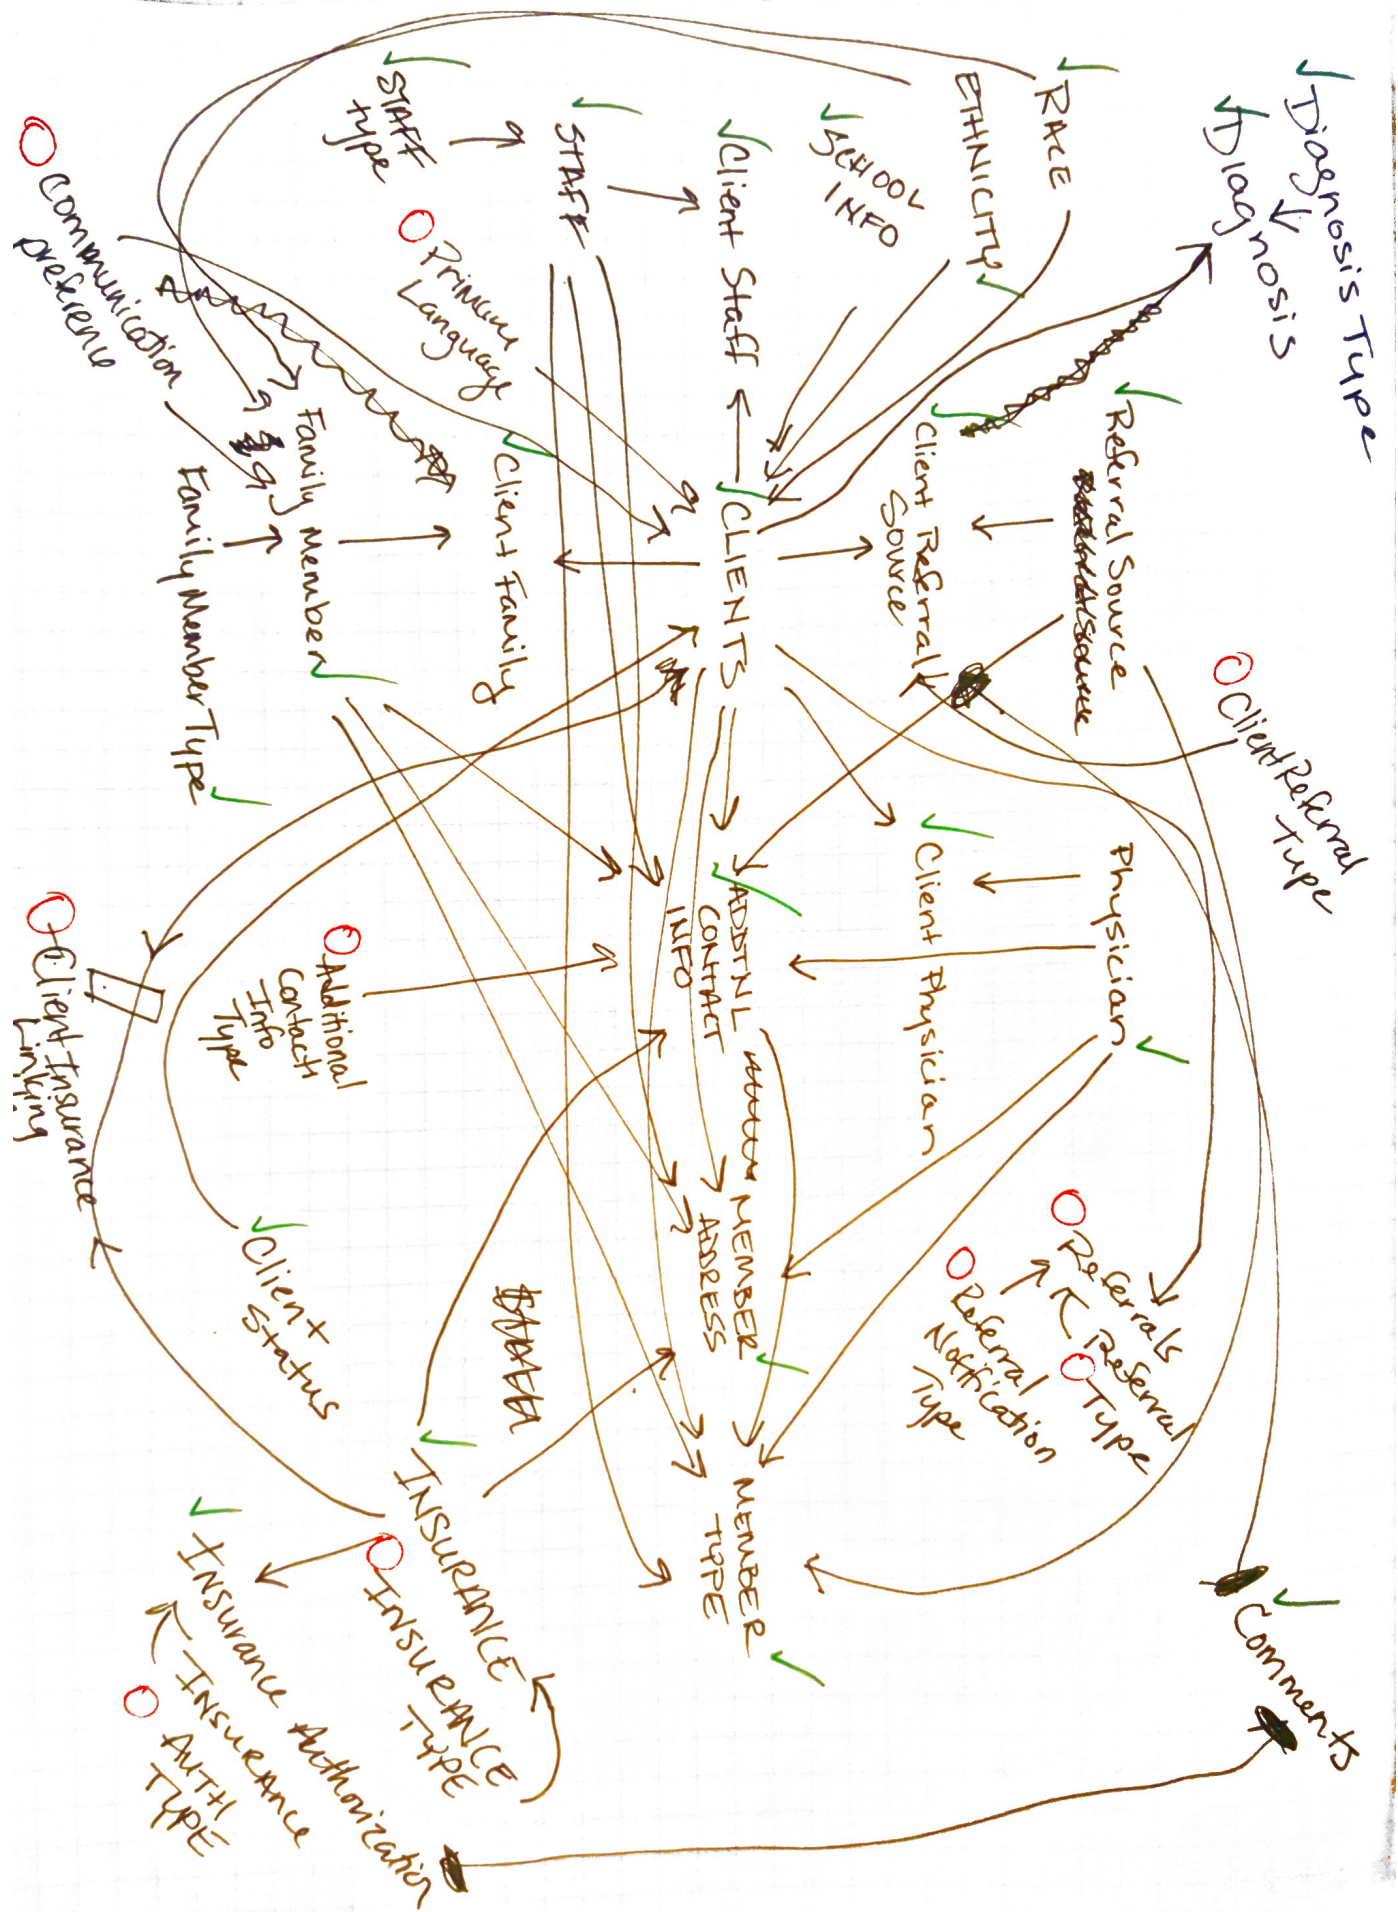 Diagnosis Type
Diagnosis
RACE
ETHNICITY
SCHOOL
INFO
Client Staff
STAFF
STAFF
type
Primary
Language
Communication
preference
Referral Source
Client Referral
Source
CLIENTS
Client Family
Family Member
Family Member Type
Client Referral
Type
Physician
Client Physician
ADDTNL
CONTACT
INFO
Additional
Contact
Info
Type
Client Insurance
Linking
Referrals
Referral
Type
Referral
Notification
Type
MEMBER
ADDRESS
Client
Status
MEMBER
TYPE
INSURANCE
INSURANCE
TYPE
Insurance Authorization
INSURANCE
AUTH
TYPE
Comments